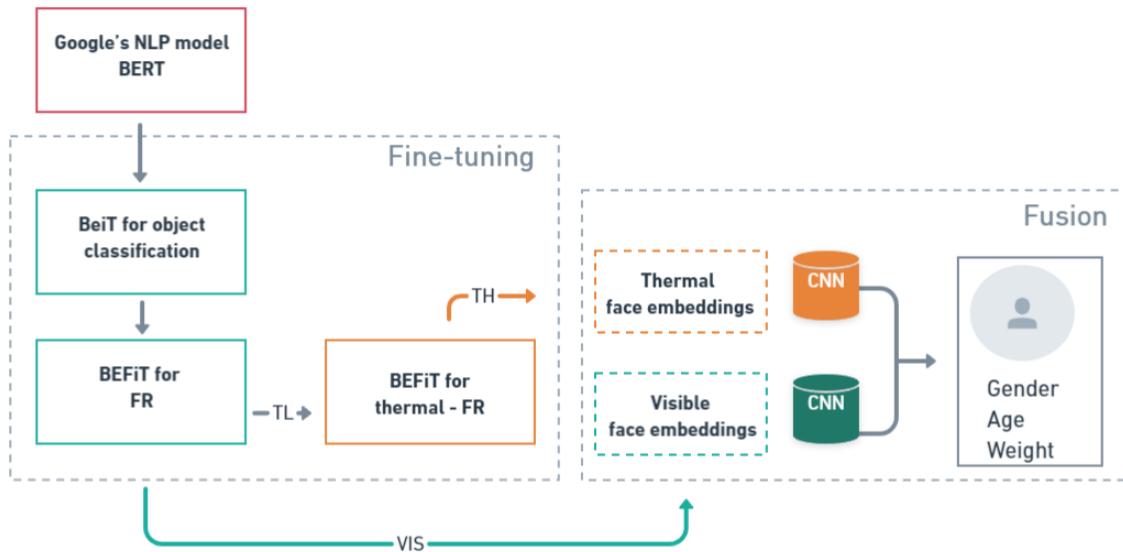 Google's NLP model
BERT
Fine-tuning
BeiT for object
classification
BEFiT for
FR
TL
BEFiT for
thermal - FR
TH
VIS
Fusion
Thermal
face embeddings
CNN
Visible
face embeddings
CNN
Gender
Age
Weight